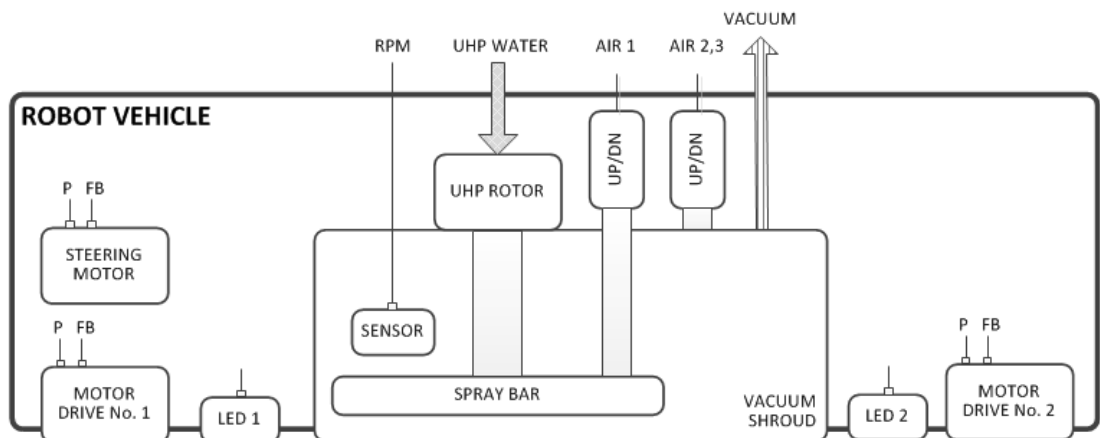 VACUUM
RPM
UHP WATER
AIR 1
AIR 2,3
ROBOT VEHICLE
UP/DN
UP/DN
UHP ROTOR
P FB
STEERING
MOTOR
SENSOR
P FB
P FB
MOTOR
DRIVE No. 1
LED 1
SPRAY BAR
VACUUM
SHROUD
LED 2
MOTOR
DRIVE No. 2